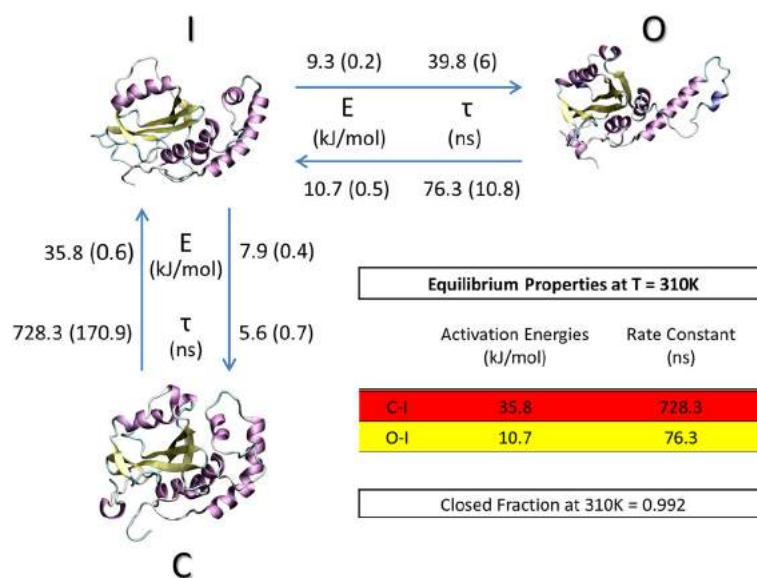 I
O
9.3 (0.2) 39.8 (6)
E τ
(kJ/mol) (ns)
10.7 (0.5) 76.3 (10.8)
35.8 (0.6) E 7.9 (0.4)
(kJ/mol)
728.3 (170.9) τ 5.6 (0.7)
(ns)
C
Equilibrium Properties at T = 310K
Activation Energies Rate Constant
(kJ/mol) (ns)
C-I 35.8 728.3
O-I 10.7 76.3
Closed Fraction at 310K = 0.992